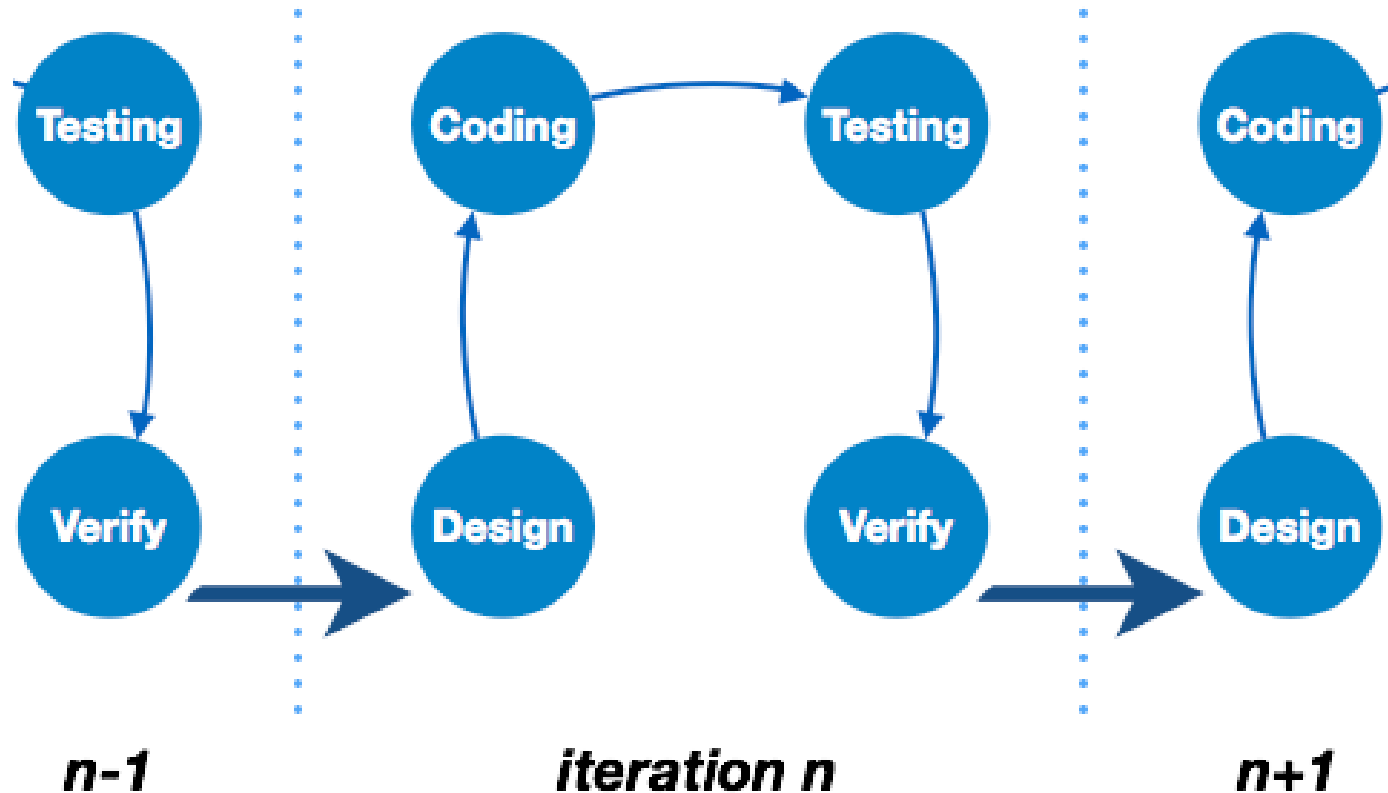 Testing
Coding
Testing
Coding
Verify
Design
Verify
Design
n-1
iteration n
n+1